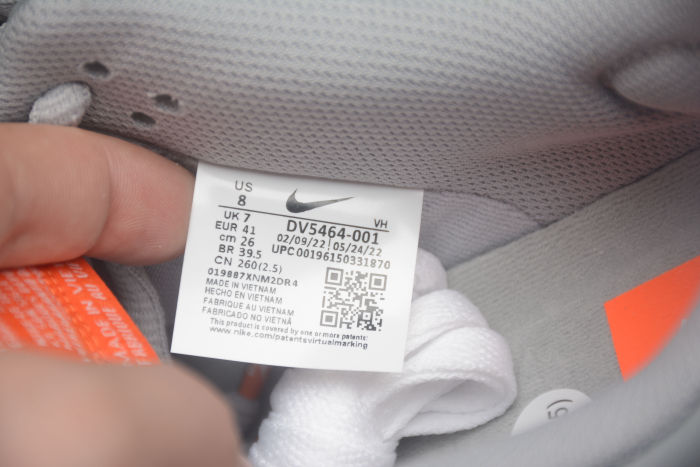 US
8
UK 7
EUR 41
cm 26
BR 39.5
CN 260(2.5)
DV5464-001 VH
02/09/22 05/24/22
UPC 00196150331870
019887XNM2DR4
MADE IN VIETNAM
HECHO EN VIETNAM
FABRIQUE AU VIETNAM
FABRICADO NO VIETNÃ
This product is covered by one or more patents:
www.nike.com/patentsvirtualmarking
MADE IN